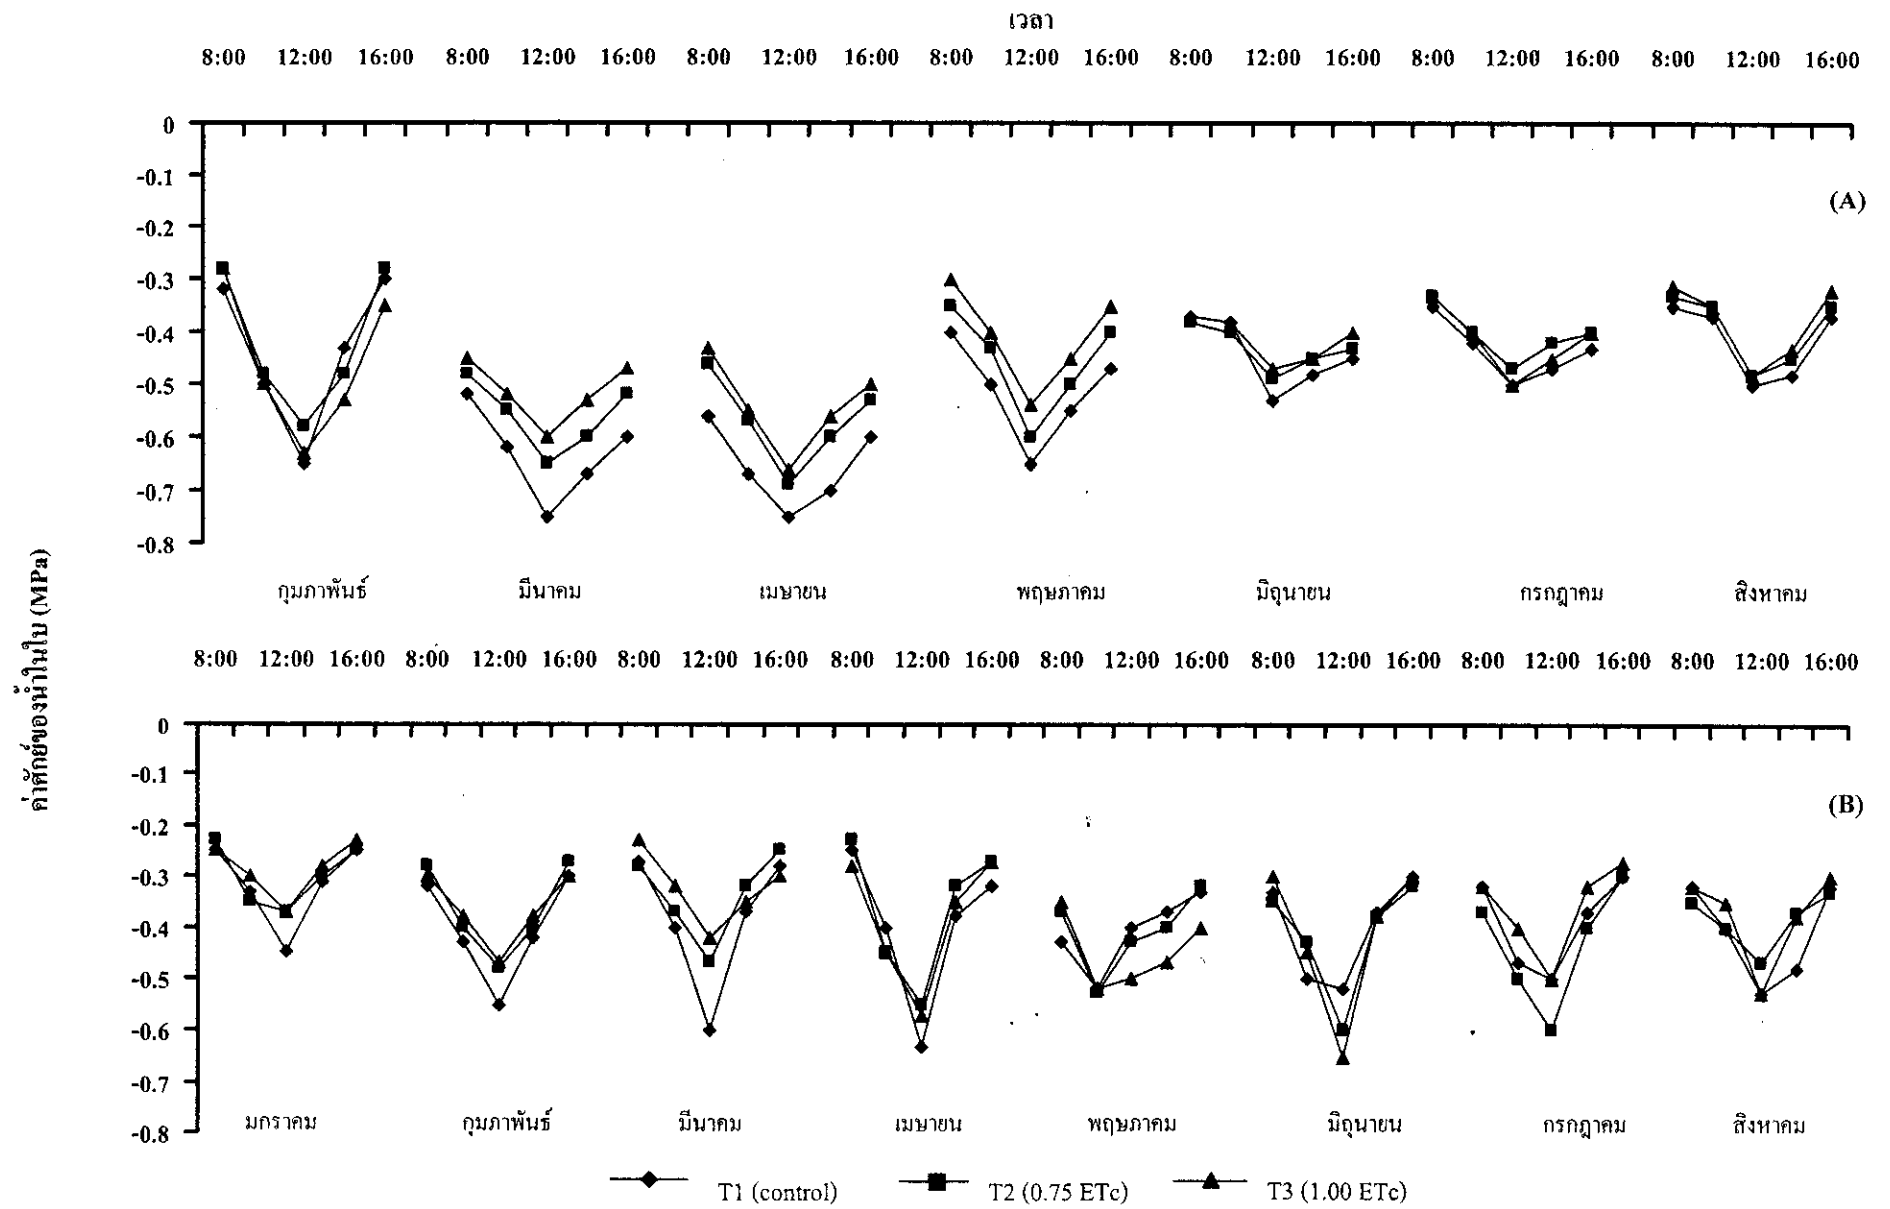 เวลา
8:00 12:00 16:00 8:00 12:00 16:00 8:00 12:00 16:00 8:00 12:00 16:00 8:00 12:00 16:00 8:00 12:00 16:00 8:00 12:00 16:00
0
-0.1
(A)
-0.2
-0.3
-0.4
-0.5
-0.6
-0.7
-0.8
กุมภาพันธ์ มีนาคม เมษายน พฤษภาคม มิถุนายน กรกฎาคม สิงหาคม
ค่าศักย์ของน้ำในใบ (MPa)
8:00 12:00 16:00 8:00 12:00 16:00 8:00 12:00 16:00 8:00 12:00 16:00 8:00 12:00 16:00 8:00 12:00 16:00 8:00 12:00 16:00 8:00 12:00 16:00
0
-0.1
(B)
-0.2
-0.3
-0.4
-0.5
-0.6
-0.7
-0.8
มกราคม กุมภาพันธ์ มีนาคม เมษายน พฤษภาคม มิถุนายน กรกฎาคม สิงหาคม
T1 (control) T2 (0.75 ETc) T3 (1.00 ETc)